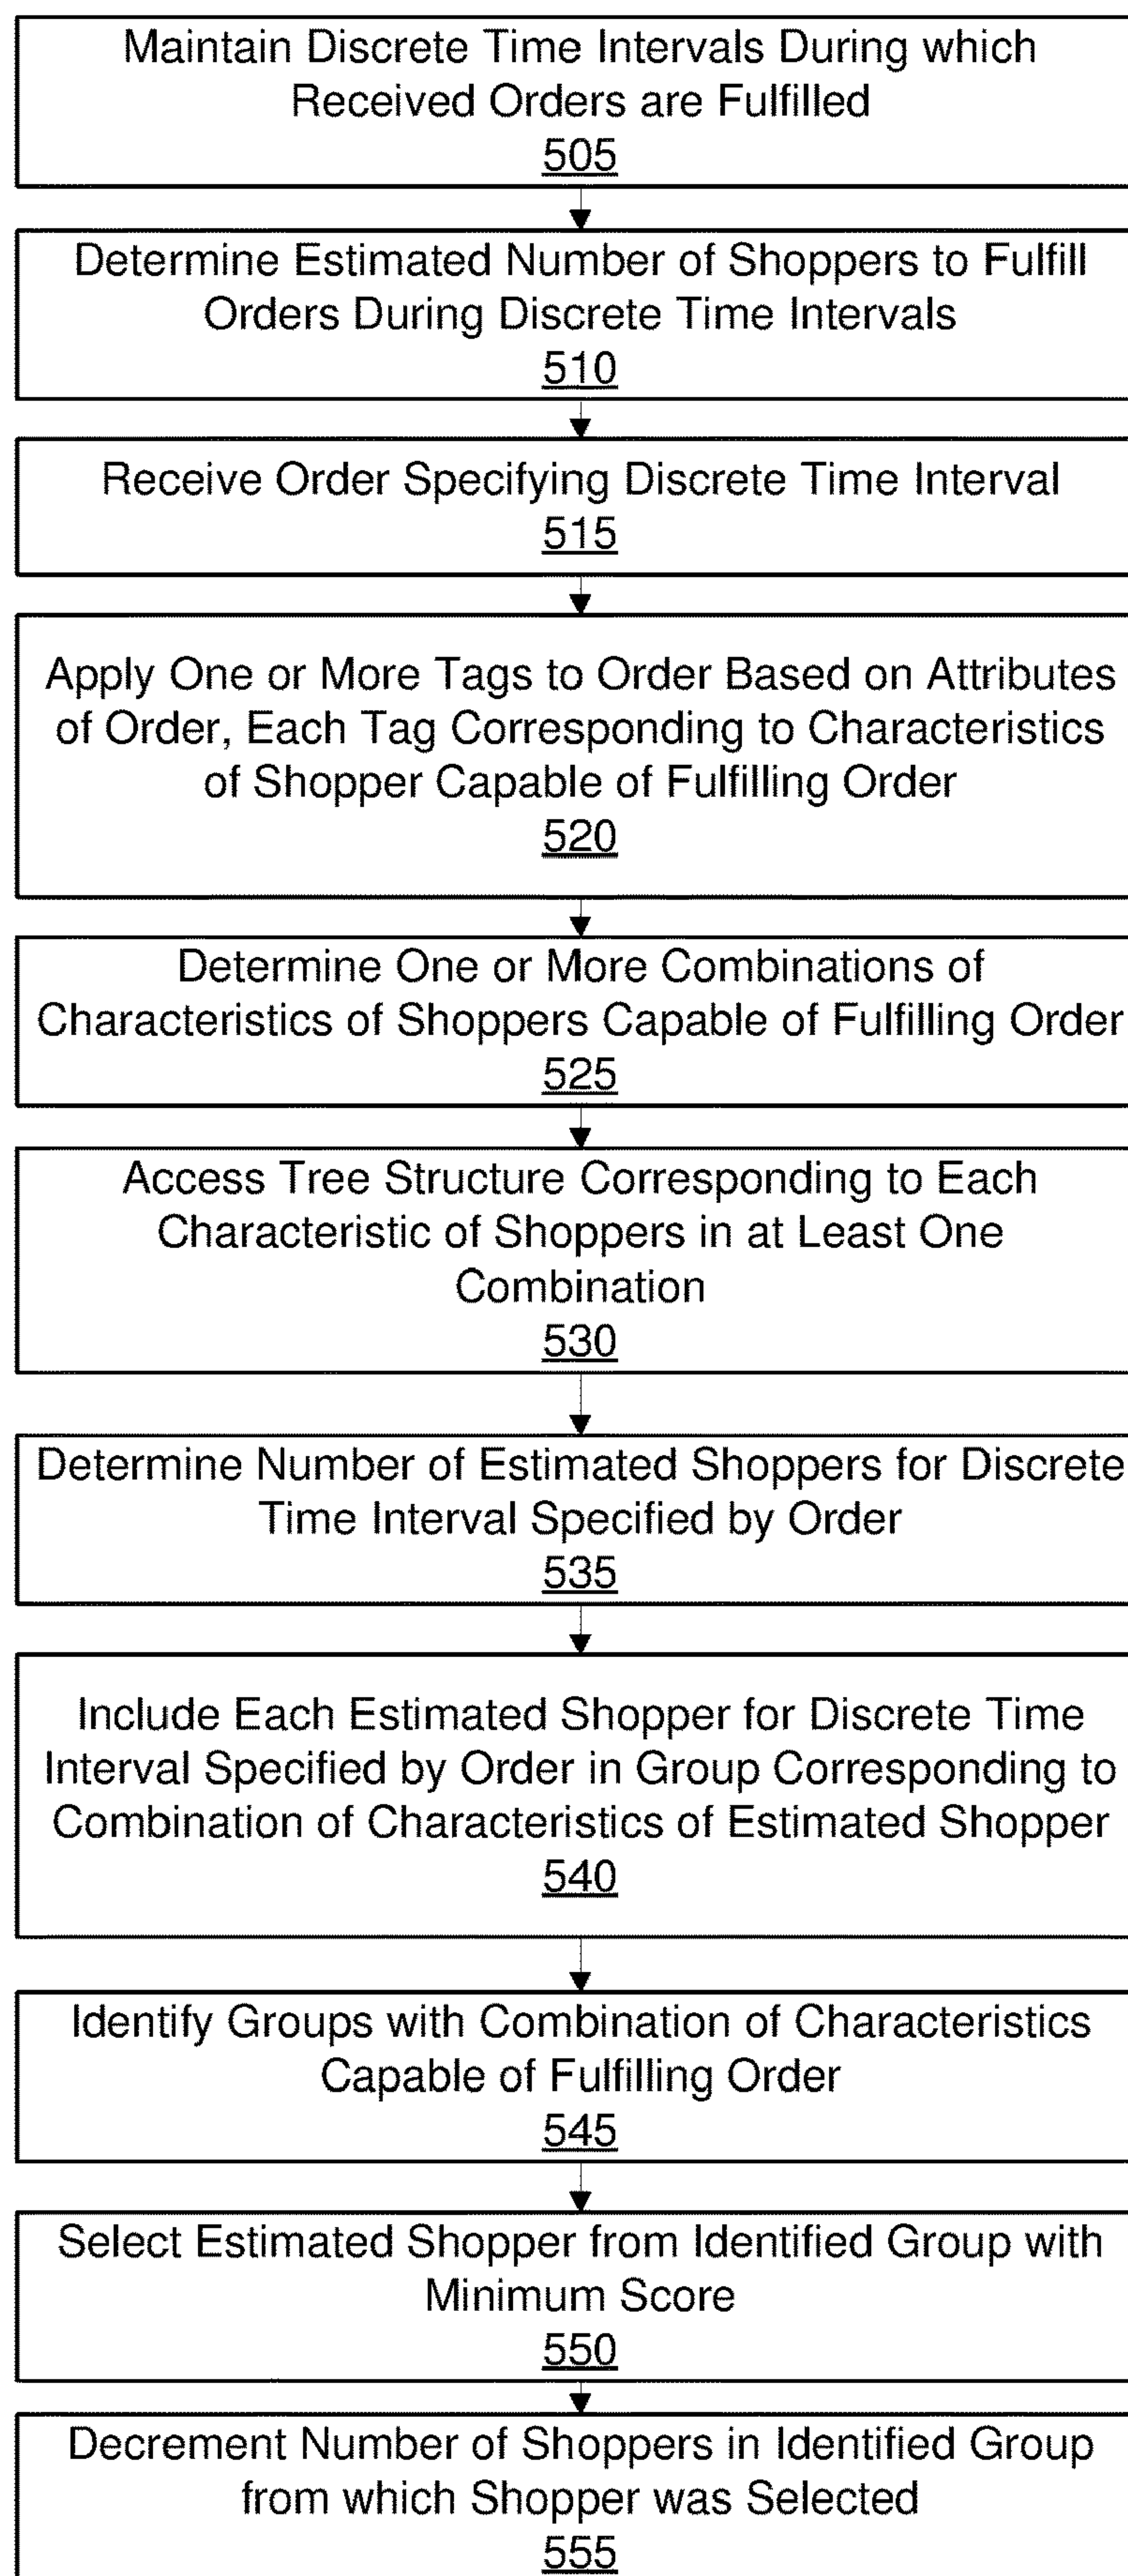 Maintain Discrete Time Intervals During which
Received Orders are Fulfilled
505
Determine Estimated Number of Shoppers to Fulfill
Orders During Discrete Time Intervals
510
Receive Order Specifying Discrete Time Interval
515
Apply One or More Tags to Order Based on Attributes
of Order, Each Tag Corresponding to Characteristics
of Shopper Capable of Fulfilling Order
520
Determine One or More Combinations of
Characteristics of Shoppers Capable of Fulfilling Order
525
Access Tree Structure Corresponding to Each
Characteristic of Shoppers in at Least One
Combination
530
Determine Number of Estimated Shoppers for Discrete
Time Interval Specified by Order
535
Include Each Estimated Shopper for Discrete Time
Interval Specified by Order in Group Corresponding to
Combination of Characteristics of Estimated Shopper
540
Identify Groups with Combination of Characteristics
Capable of Fulfilling Order
545
Select Estimated Shopper from Identified Group with
Minimum Score
550
Decrement Number of Shoppers in Identified Group
from which Shopper was Selected
555